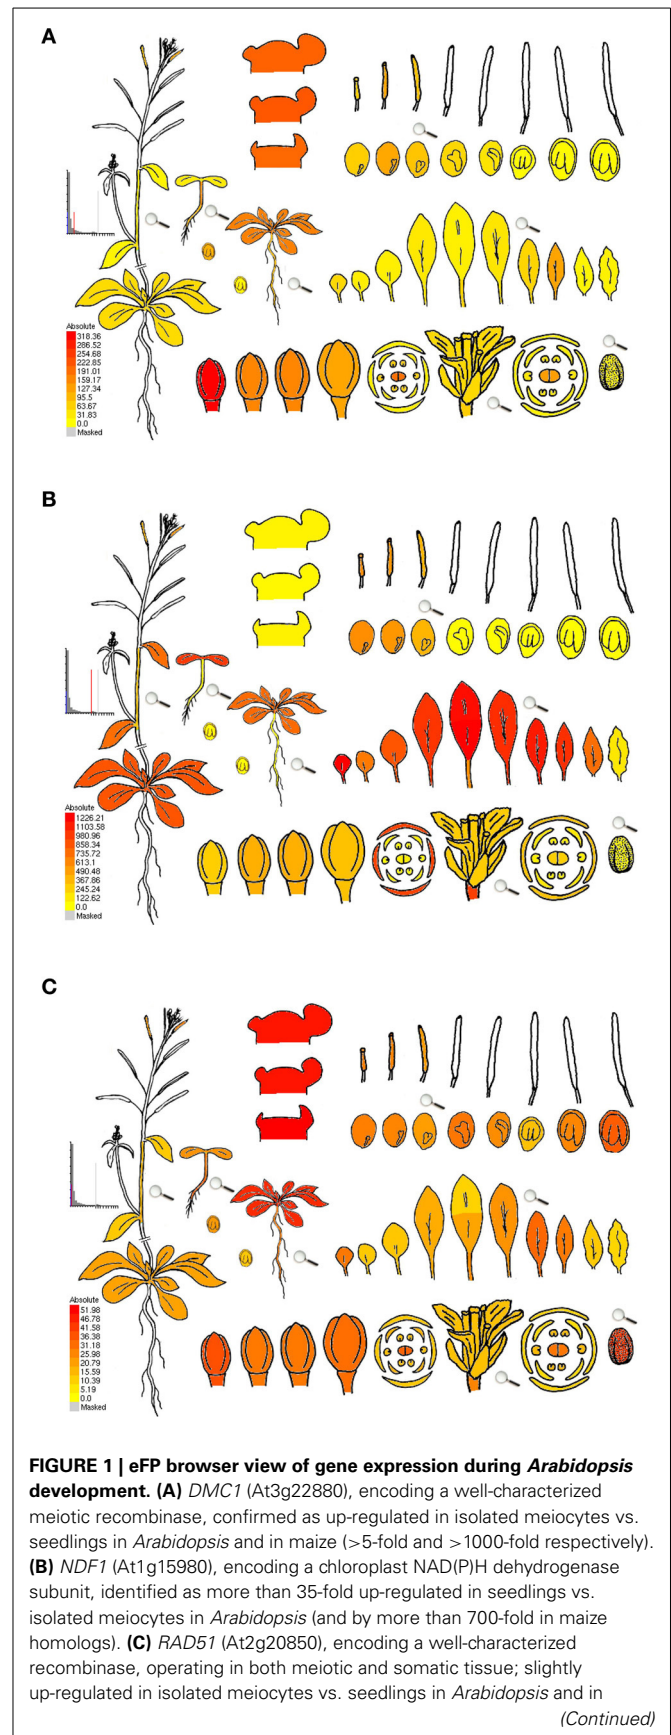 A
Absolute
318.36
286.52
254.68
222.85
191.01
159.17
127.34
95.5
63.67
31.83
0.0
Masked
B
Absolute
1226.21
1103.58
980.96
858.34
735.72
613.1
490.48
367.86
245.24
122.62
0.0
Masked
C
Absolute
51.98
46.78
41.58
36.38
31.18
25.98
20.79
15.59
10.39
5.19
0.0
Masked
FIGURE 1 | eFP browser view of gene expression during Arabidopsis
development. (A) DMC1 (At3g22880), encoding a well-characterized
meiotic recombinase, confirmed as up-regulated in isolated meiocytes vs.
seedlings in Arabidopsis and in maize (>5-fold and >1000-fold respectively).
(B) NDF1 (At1g15980), encoding a chloroplast NAD(P)H dehydrogenase
subunit, identified as more than 35-fold up-regulated in seedlings vs.
isolated meiocytes in Arabidopsis (and by more than 700-fold in maize
homologs). (C) RAD51 (At2g20850), encoding a well-characterized
recombinase, operating in both meiotic and somatic tissue; slightly
up-regulated in isolated meiocytes vs. seedlings in Arabidopsis and in
(Continued)